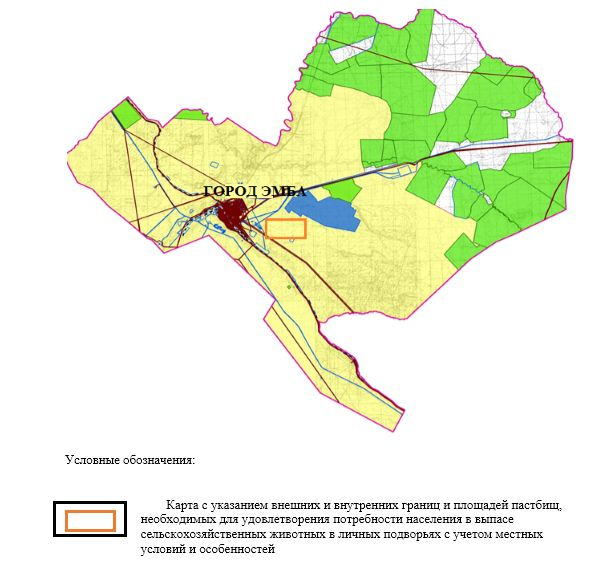 ГОРОД ЭМБА
Условные обозначения:
Карта с указанием внешних и внутренних границ и площадей пастбищ,
необходимых для удовлетворения потребности населения в выпасе
сельскохозяйственных животных в личных подворьях с учетом местных
условий и особенностей